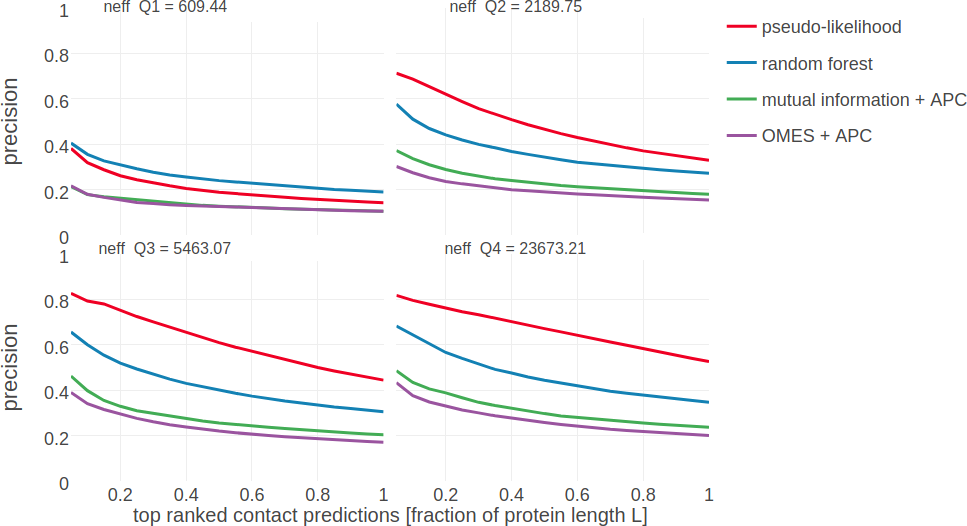 neff Q1 = 609.44
neff Q2 = 2189.75
1
0.8
0.6
0.4
0.2
0
precision
pseudo-likelihood
random forest
mutual information + APC
OMES + APC
neff Q3 = 5463.07
neff Q4 = 23673.21
1
0.8
0.6
0.4
0.2
0
precision
0.2 0.4 0.6 0.8 1
0.2 0.4 0.6 0.8 1
top ranked contact predictions [fraction of protein length L]